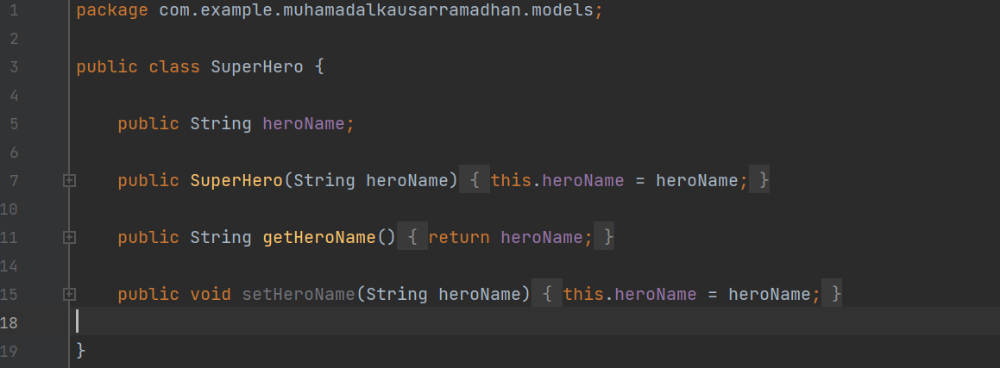 1 package com.example.muhamadalkausarramadhan.models;
2
3 public class SuperHero {
4
5     public String heroName;
6
7     public SuperHero(String heroName) { this.heroName = heroName; }
10
11     public String getHeroName() { return heroName; }
14
15     public void setHeroName(String heroName) { this.heroName = heroName; }
18
19 }